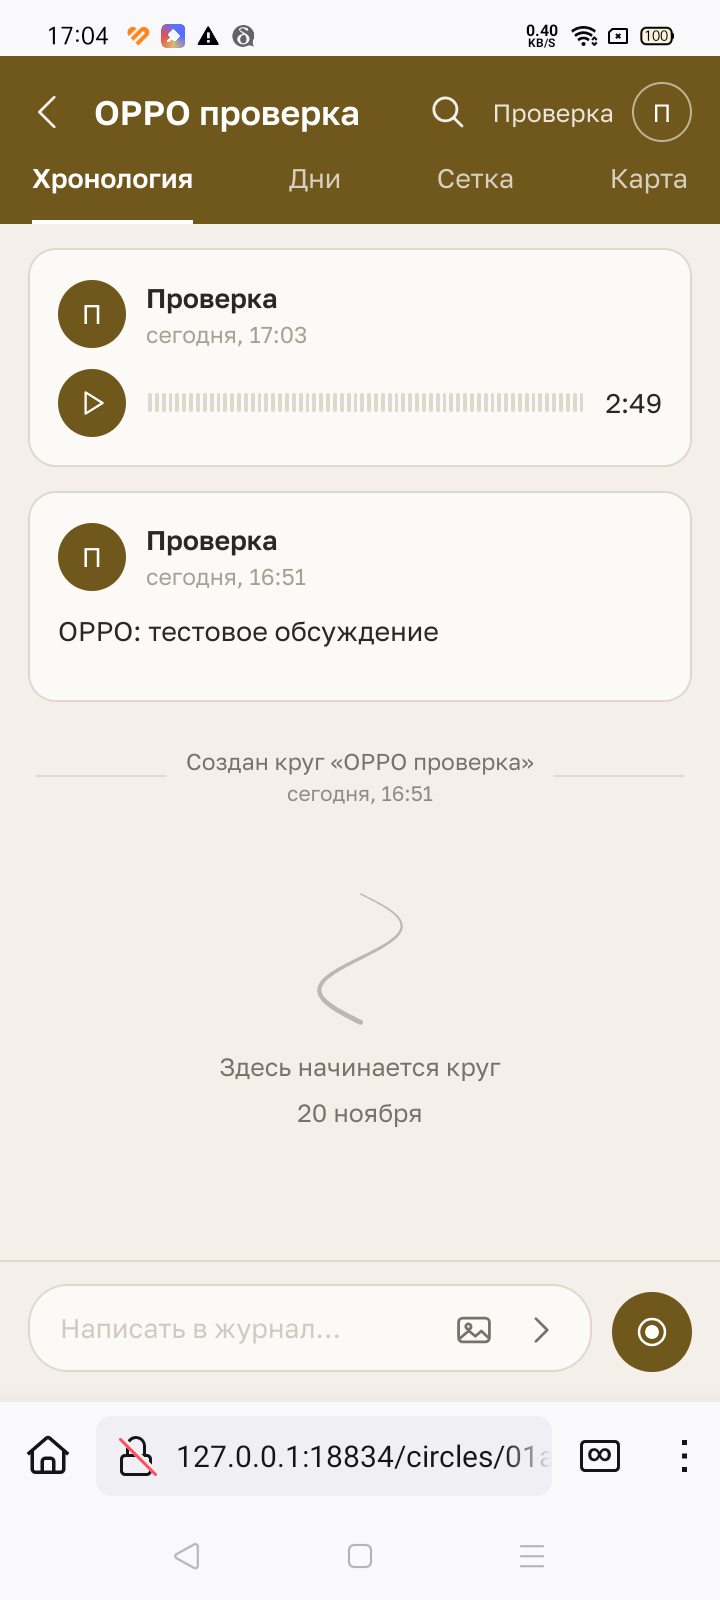 17:04
0.40
KB/S
100
OPPO проверка
Проверка
П
Хронология
Дни
Сетка
Карта
П
Проверка
сегодня, 17:03
2:49
П
Проверка
сегодня, 16:51
OPPO: тестовое обсуждение
Создан круг «OPPO проверка»
сегодня, 16:51
Здесь начинается круг
20 ноября
Написать в журнал...
127.0.0.1:18834/circles/01a